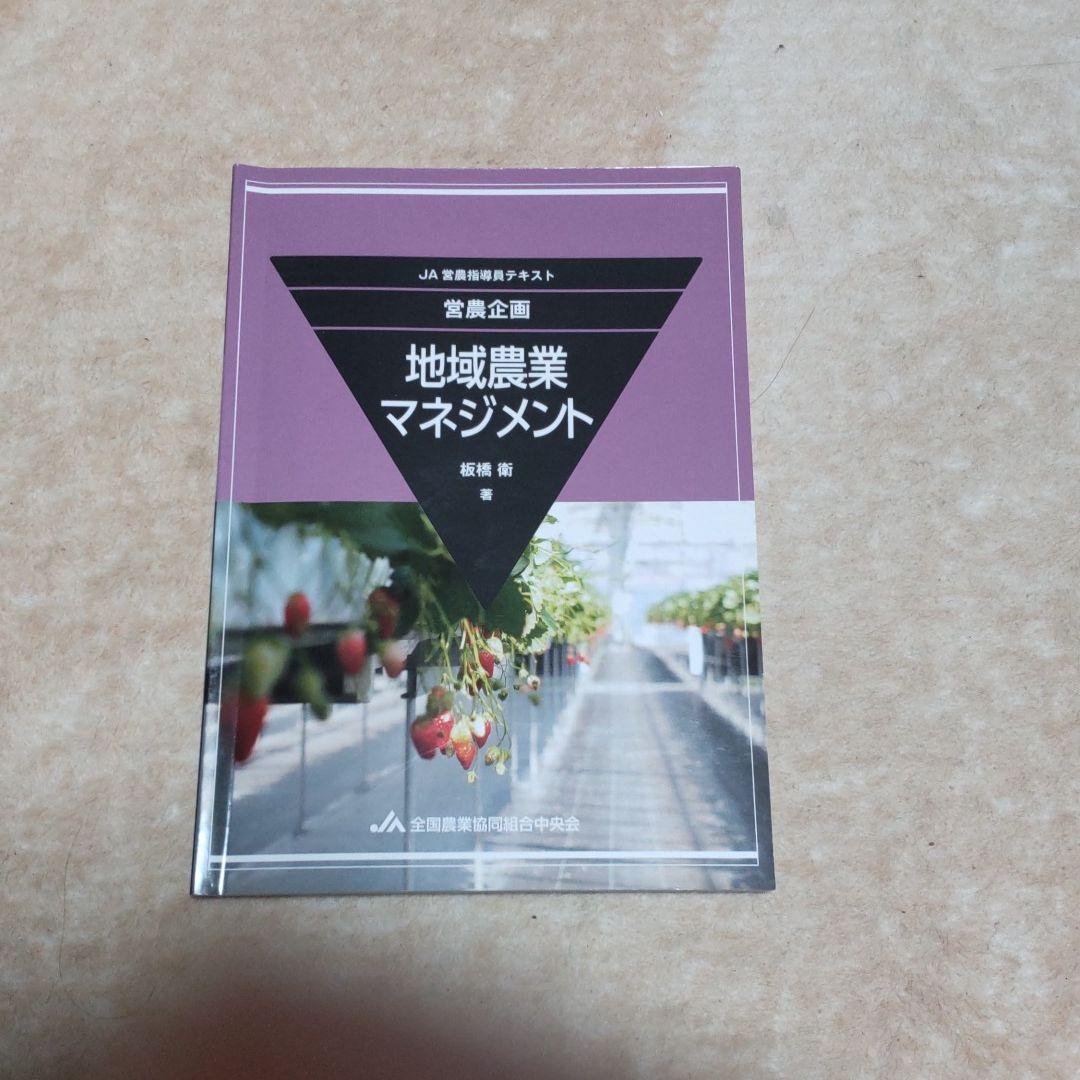 JA 営農指導員テキスト
営農企画
地域農業
マネジメント
板橋 衛
著
JA 全国農業協同組合中央会